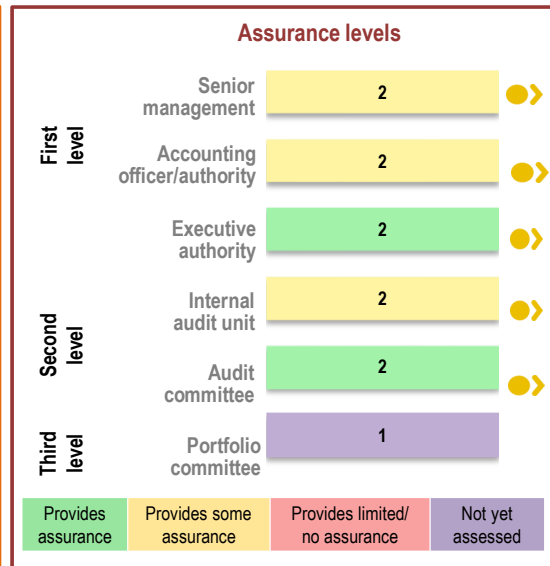 Assurance levels
First
level
Senior
management
2
Accounting
officer/authority
2
Executive
authority
2
Second
level
Internal
audit unit
2
Audit
committee
2
Third
level
Portfolio
committee
1
Provides
assurance
Provides some
assurance
Provides limited/
no assurance
Not yet
assessed